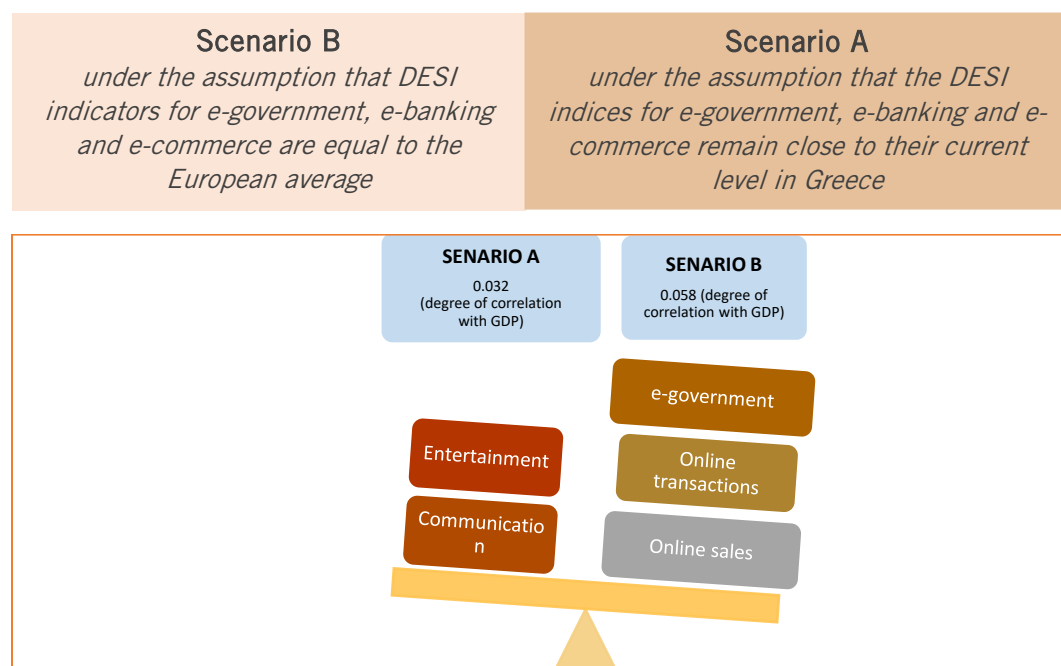 Scenario B
under the assumption that DESI
indicators for e-government, e-banking
and e-commerce are equal to the
European average
Scenario A
under the assumption that the DESI
indices for e-government, e-banking and e-
commerce remain close to their current
level in Greece
SENARIO A
0.032
(degree of correlation
with GDP)
SENARIO B
0.058 (degree of
correlation with GDP)
Entertainment
Communicatio
n
e-government
Online
transactions
Online sales